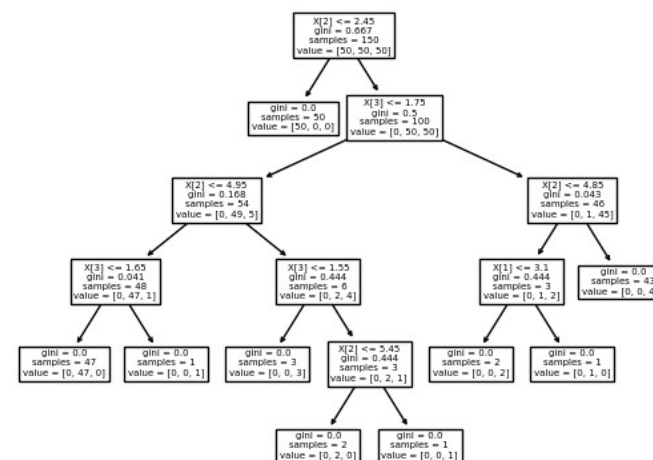 X[2] <= 2.45
gini = 0.667
samples = 150
value = [50, 50, 50]
gini = 0.0
samples = 50
value = [50, 0, 0]
X[3] <= 1.75
gini = 0.5
samples = 100
value = [0, 50, 50]
X[2] <= 4.95
gini = 0.168
samples = 54
value = [0, 49, 5]
X[2] <= 4.85
gini = 0.043
samples = 46
value = [0, 1, 45]
X[3] <= 1.65
gini = 0.041
samples = 48
value = [0, 47, 1]
X[3] <= 1.55
gini = 0.444
samples = 6
value = [0, 2, 4]
X[1] <= 3.1
gini = 0.444
samples = 3
value = [0, 1, 2]
gini = 0.0
samples = 43
value = [0, 0, 4
gini = 0.0
samples = 47
value = [0, 47, 0]
gini = 0.0
samples = 1
value = [0, 0, 1]
gini = 0.0
samples = 3
value = [0, 0, 3]
X[2] <= 5.45
gini = 0.444
samples = 3
value = [0, 2, 1]
gini = 0.0
samples = 2
value = [0, 0, 2]
gini = 0.0
samples = 1
value = [0, 1, 0]
gini = 0.0
samples = 2
value = [0, 2, 0]
gini = 0.0
samples = 1
value = [0, 0, 1]